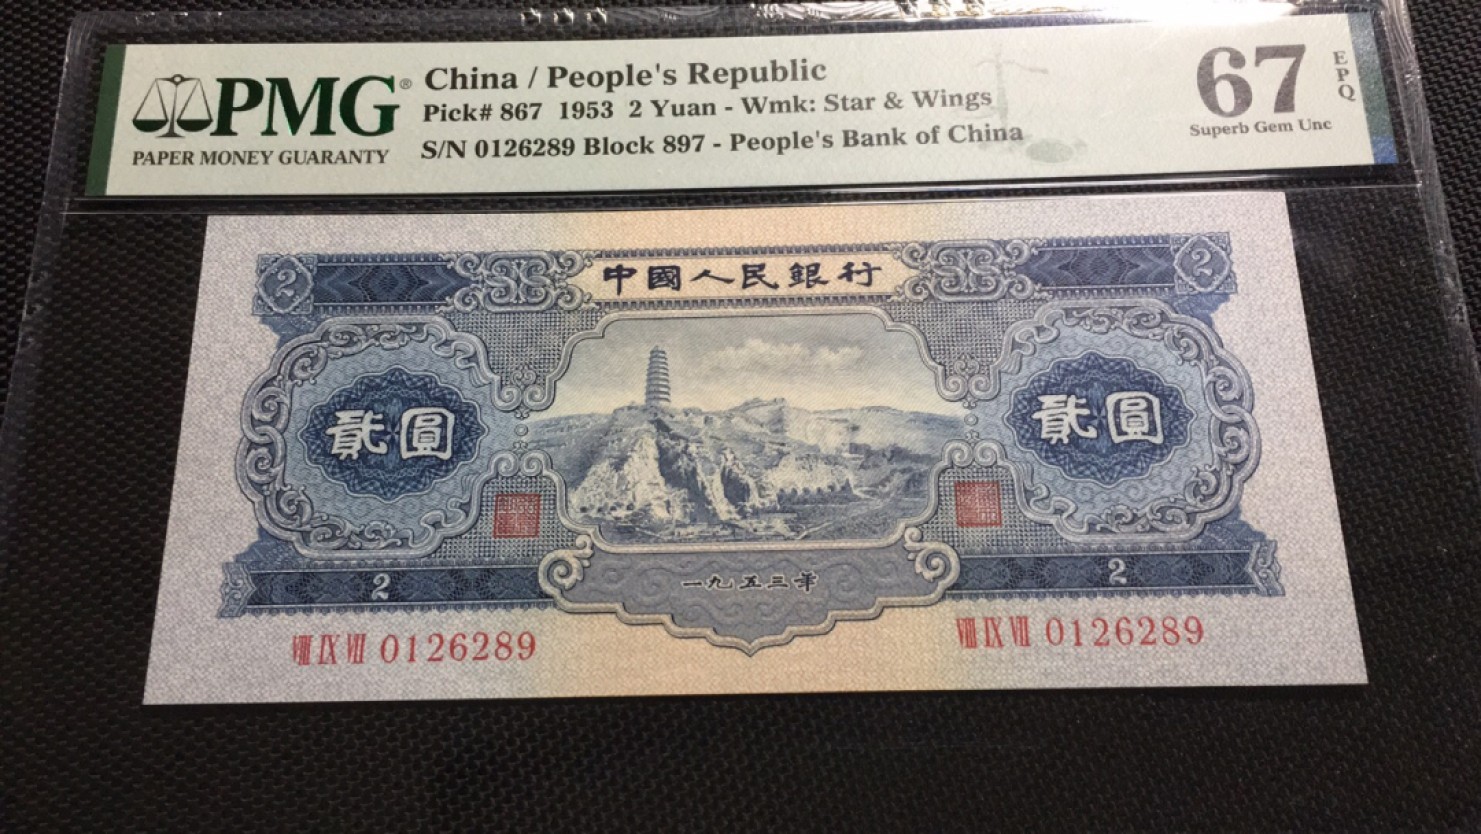 PMG®
PAPER MONEY GUARANTY
China / People's Republic
Pick# 867 1953 2 Yuan - Wmk: Star & Wings
S/N 0126289 Block 897 - People's Bank of China
67
EPQ
Superb Gem Unc
2 中國人民銀行 2
貳圓 貳圓
2 一九五三年 2
VIII IX VII 0126289 VIII IX VII 0126289